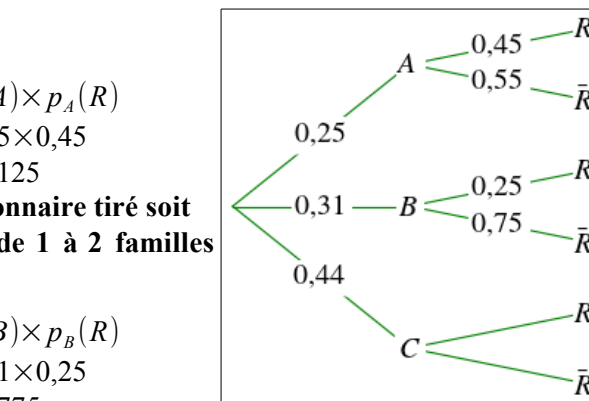 A)×p_A(R)
5×0,45
125
onnaire tiré soit
de 1 à 2 familles
B)×p_B(R)
1×0,25
775
0,45 R
A
0,55 R̄
0,25
0,25 R
0,31 B
0,75 R̄
0,44
R
C
R̄